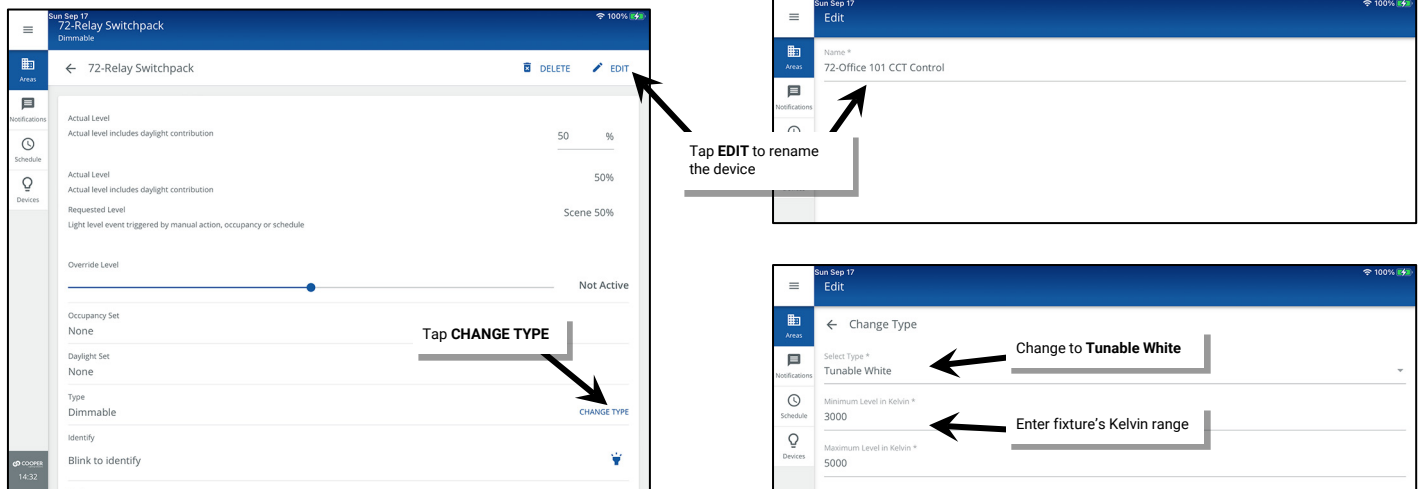 Sun Sep 17
100%
72-Relay Switchpack
Dimmable
Areas
Notifications
Schedule
Devices
COOPER
14:32
72-Relay Switchpack
DELETE
EDIT
Actual Level
Actual level includes daylight contribution
50 %
Actual Level
Actual level includes daylight contribution
50%
Requested Level
Light level event triggered by manual action, occupancy or schedule
Scene 50%
Override Level
Not Active
Occupancy Set
None
Daylight Set
None
Type
Dimmable
CHANGE TYPE
Identify
Blink to identify
Tap CHANGE TYPE
Tap EDIT to rename
the device
Sun Sep 17
100%
Edit
Areas
Notifications
Name *
72-Office 101 CCT Control
Sun Sep 17
100%
Edit
Areas
Notifications
Schedule
Devices
Change Type
Select Type *
Tunable White
Change to Tunable White
Minimum Level in Kelvin *
3000
Enter fixture's Kelvin range
Maximum Level in Kelvin *
5000